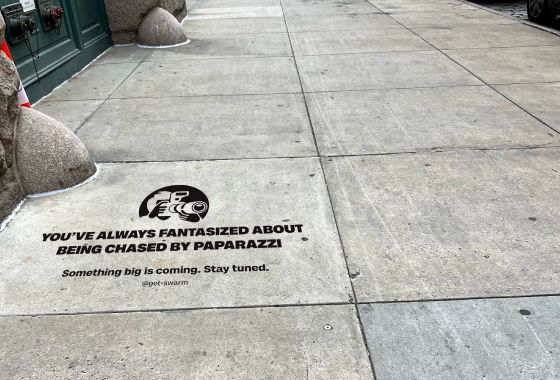 YOU'VE ALWAYS FANTASIZED ABOUT
BEING CHASED BY PAPARAZZI
Something big is coming. Stay tuned.
@get-swarm